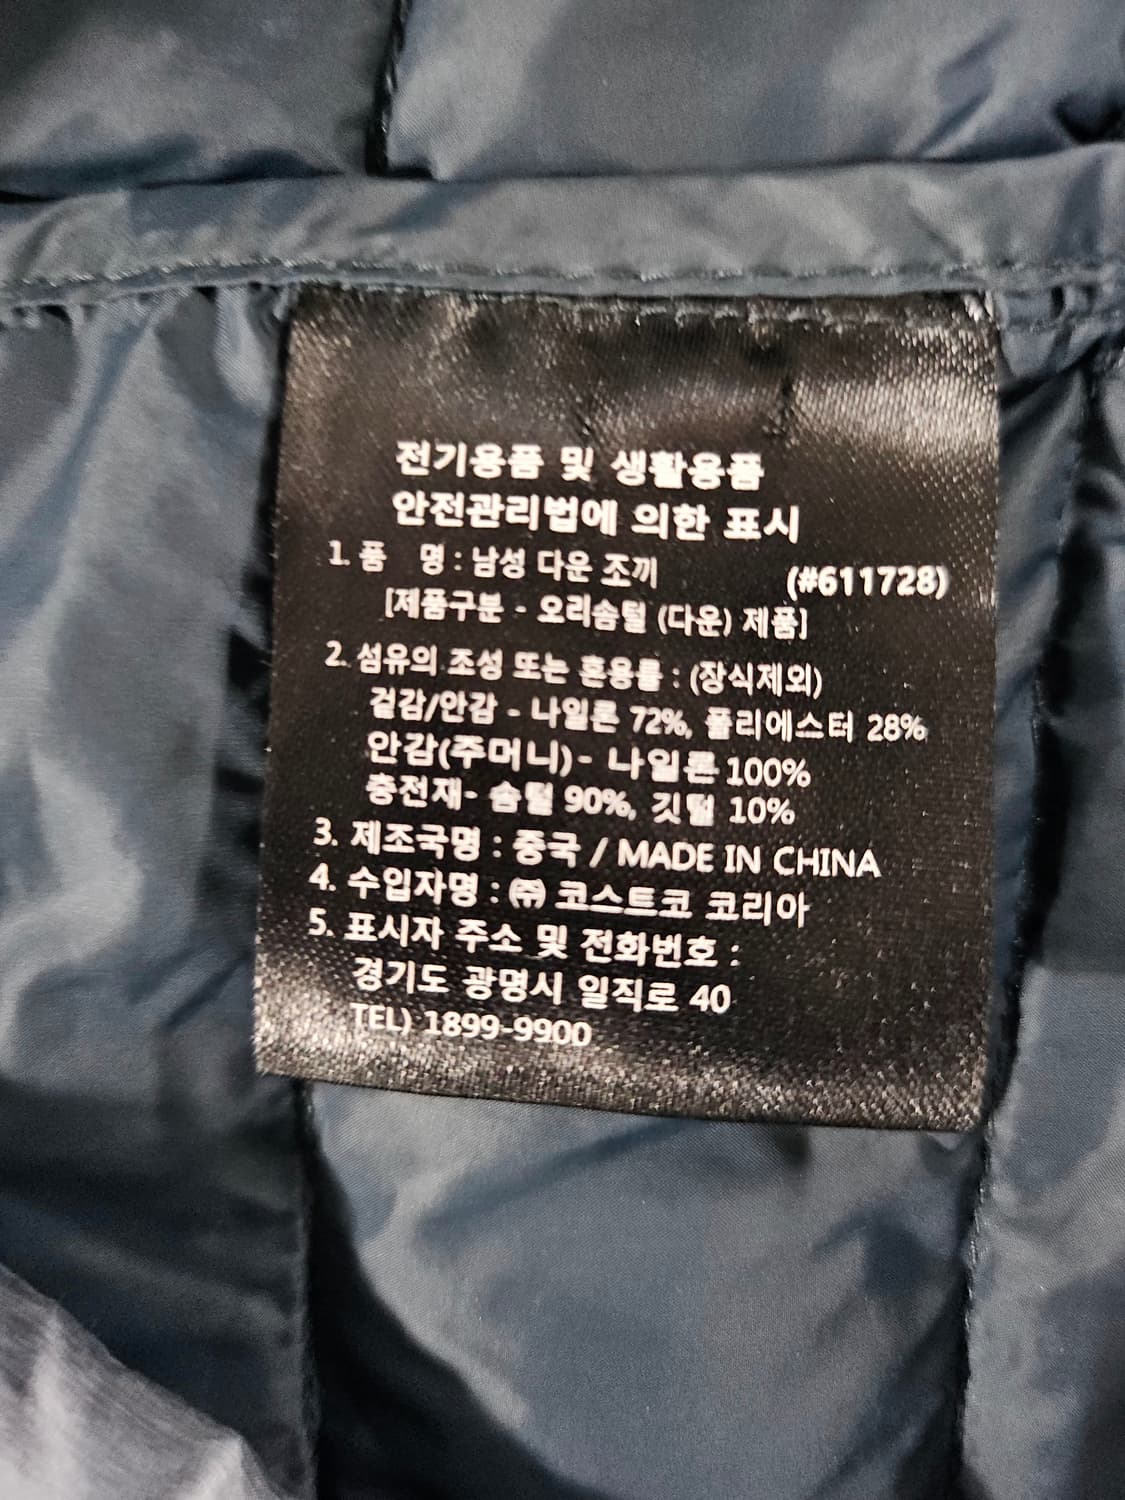 전기용품 및 생활용품
안전관리법에 의한 표시
1. 품 명 : 남성 다운 조끼 (#611728)
[제품구분 - 오리솜털 (다운) 제품]
2. 섬유의 조성 또는 혼용률 : (장식제외)
겉감/안감 - 나일론 72%, 폴리에스터 28%
안감(주머니)- 나일론 100%
충전재- 솜털 90%, 깃털 10%
3. 제조국명 : 중국 / MADE IN CHINA
4. 수입자명 : ㈜ 코스트코 코리아
5. 표시자 주소 및 전화번호 :
경기도 광명시 일직로 40
TEL) 1899-9900